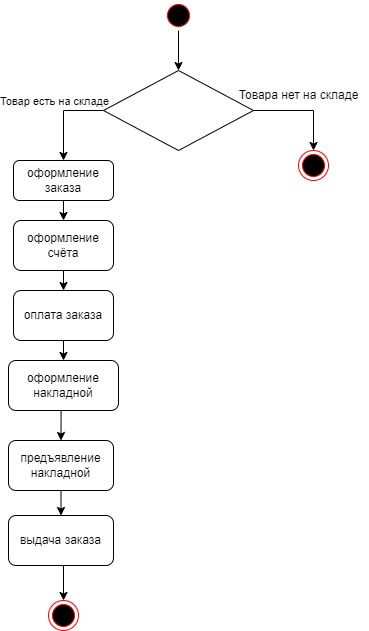 Товара нет на складе
Товар есть на складе
оформление
заказа
оформление
счёта
оплата заказа
оформление
накладной
предъявление
накладной
выдача заказа